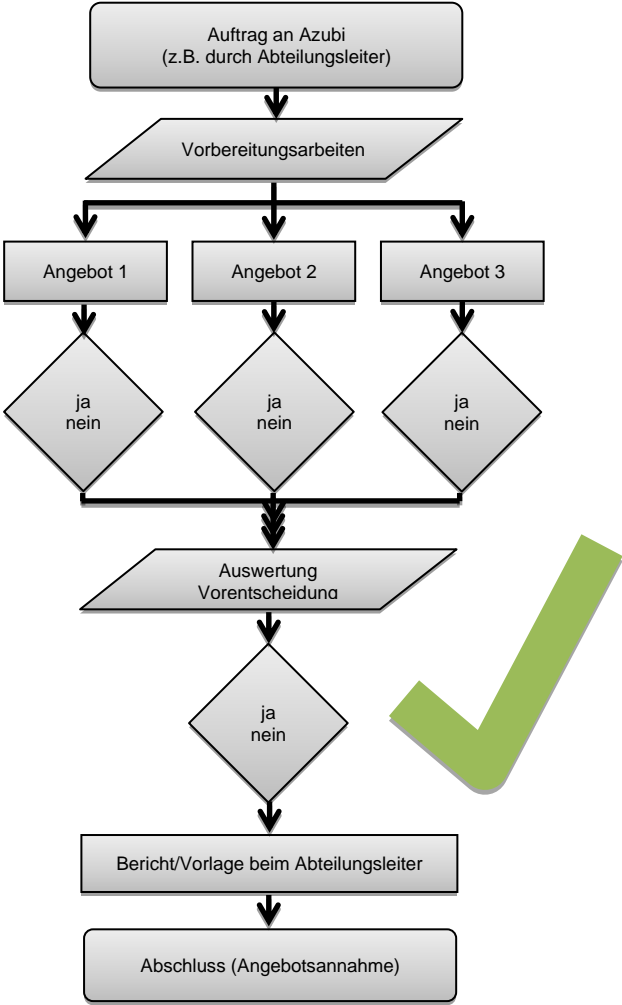 Auftrag an Azubi
(z.B. durch Abteilungsleiter)
Vorbereitungsarbeiten
Angebot 1
Angebot 2
Angebot 3
ja
nein
ja
nein
ja
nein
Auswertung
Vorentscheidung
ja
nein
Bericht/Vorlage beim Abteilungsleiter
Abschluss (Angebotsannahme)